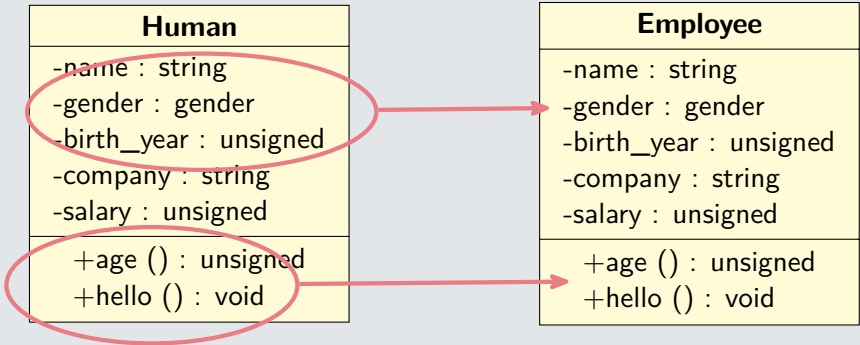 Human
-name : string
-gender : gender
-birth_year : unsigned
-company : string
-salary : unsigned
+age () : unsigned
+hello () : void
Employee
-name : string
-gender : gender
-birth_year : unsigned
-company : string
-salary : unsigned
+age () : unsigned
+hello () : void